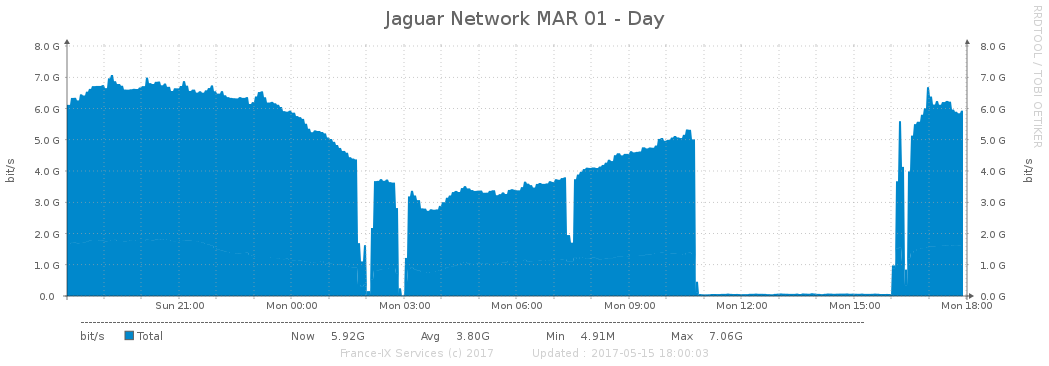 Jaguar Network MAR 01 - Day
RRDTOOL / TOBI OETIKER
8.0 G 8.0 G
7.0 G 7.0 G
6.0 G 6.0 G
5.0 G 5.0 G
4.0 G 4.0 G
3.0 G 3.0 G
2.0 G 2.0 G
1.0 G 1.0 G
0.0 0.0 G
bit/s bit/s
Sun 21:00 Mon 00:00 Mon 03:00 Mon 06:00 Mon 09:00 Mon 12:00 Mon 15:00 Mon 18:00
bit/s Total Now 5.92G Avg 3.80G Min 4.91M Max 7.06G
France-IX Services (c) 2017 Updated : 2017-05-15 18:00:03